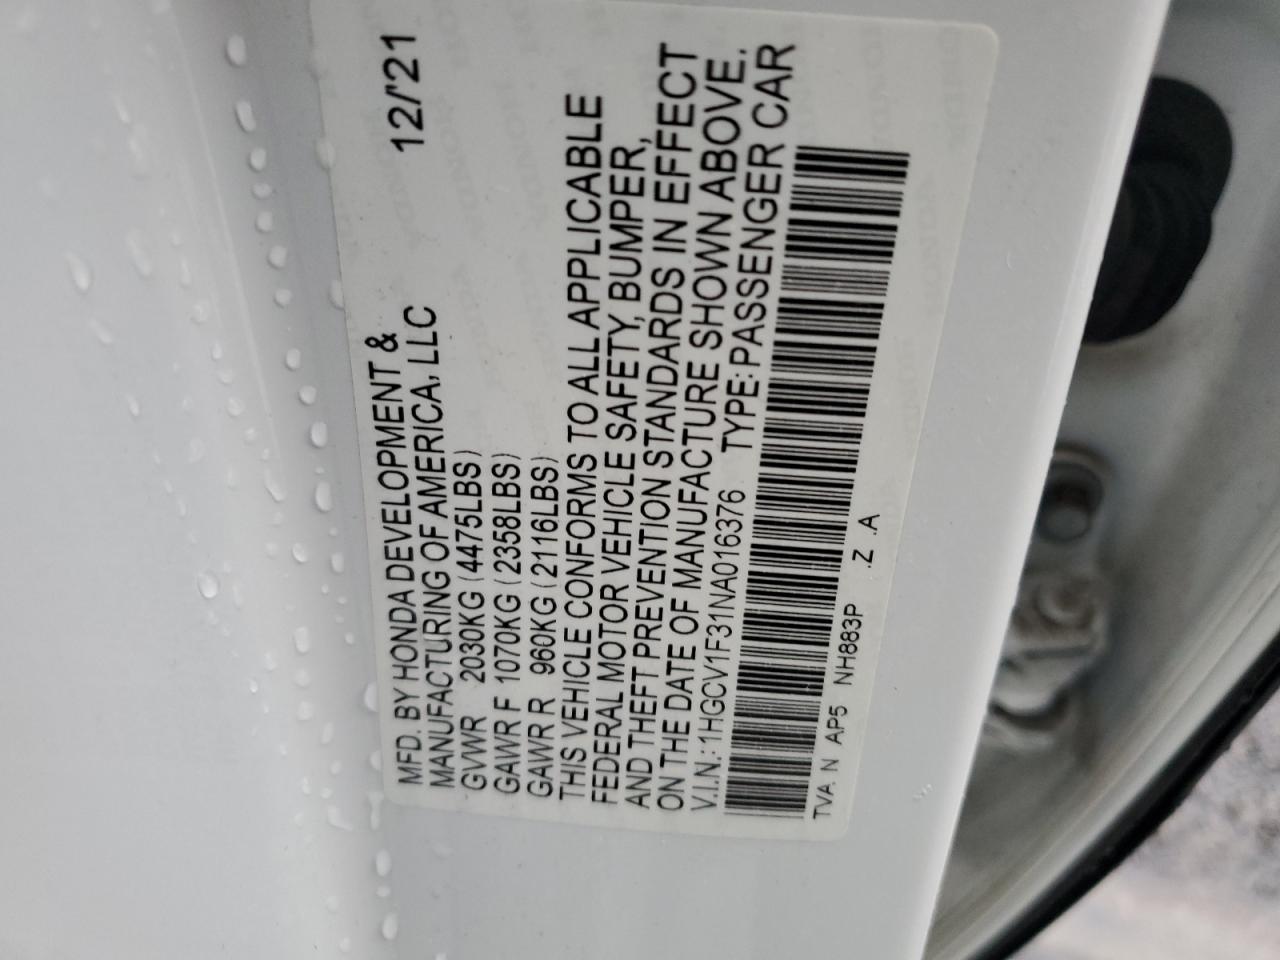 MFD. BY HONDA DEVELOPMENT & 12/'21
MANUFACTURING OF AMERICA, LLC
GVWR 2030KG (4475LBS)
GAWR F 1070KG (2358LBS)
GAWR R 960KG (2116LBS)
THIS VEHICLE CONFORMS TO ALL APPLICABLE
FEDERAL MOTOR VEHICLE SAFETY, BUMPER,
AND THEFT PREVENTION STANDARDS IN EFFECT
ON THE DATE OF MANUFACTURE SHOWN ABOVE.
V.I.N.: 1HGCV1F31NA016376 TYPE: PASSENGER CAR
TVA N AP5 NH883P .Z .A